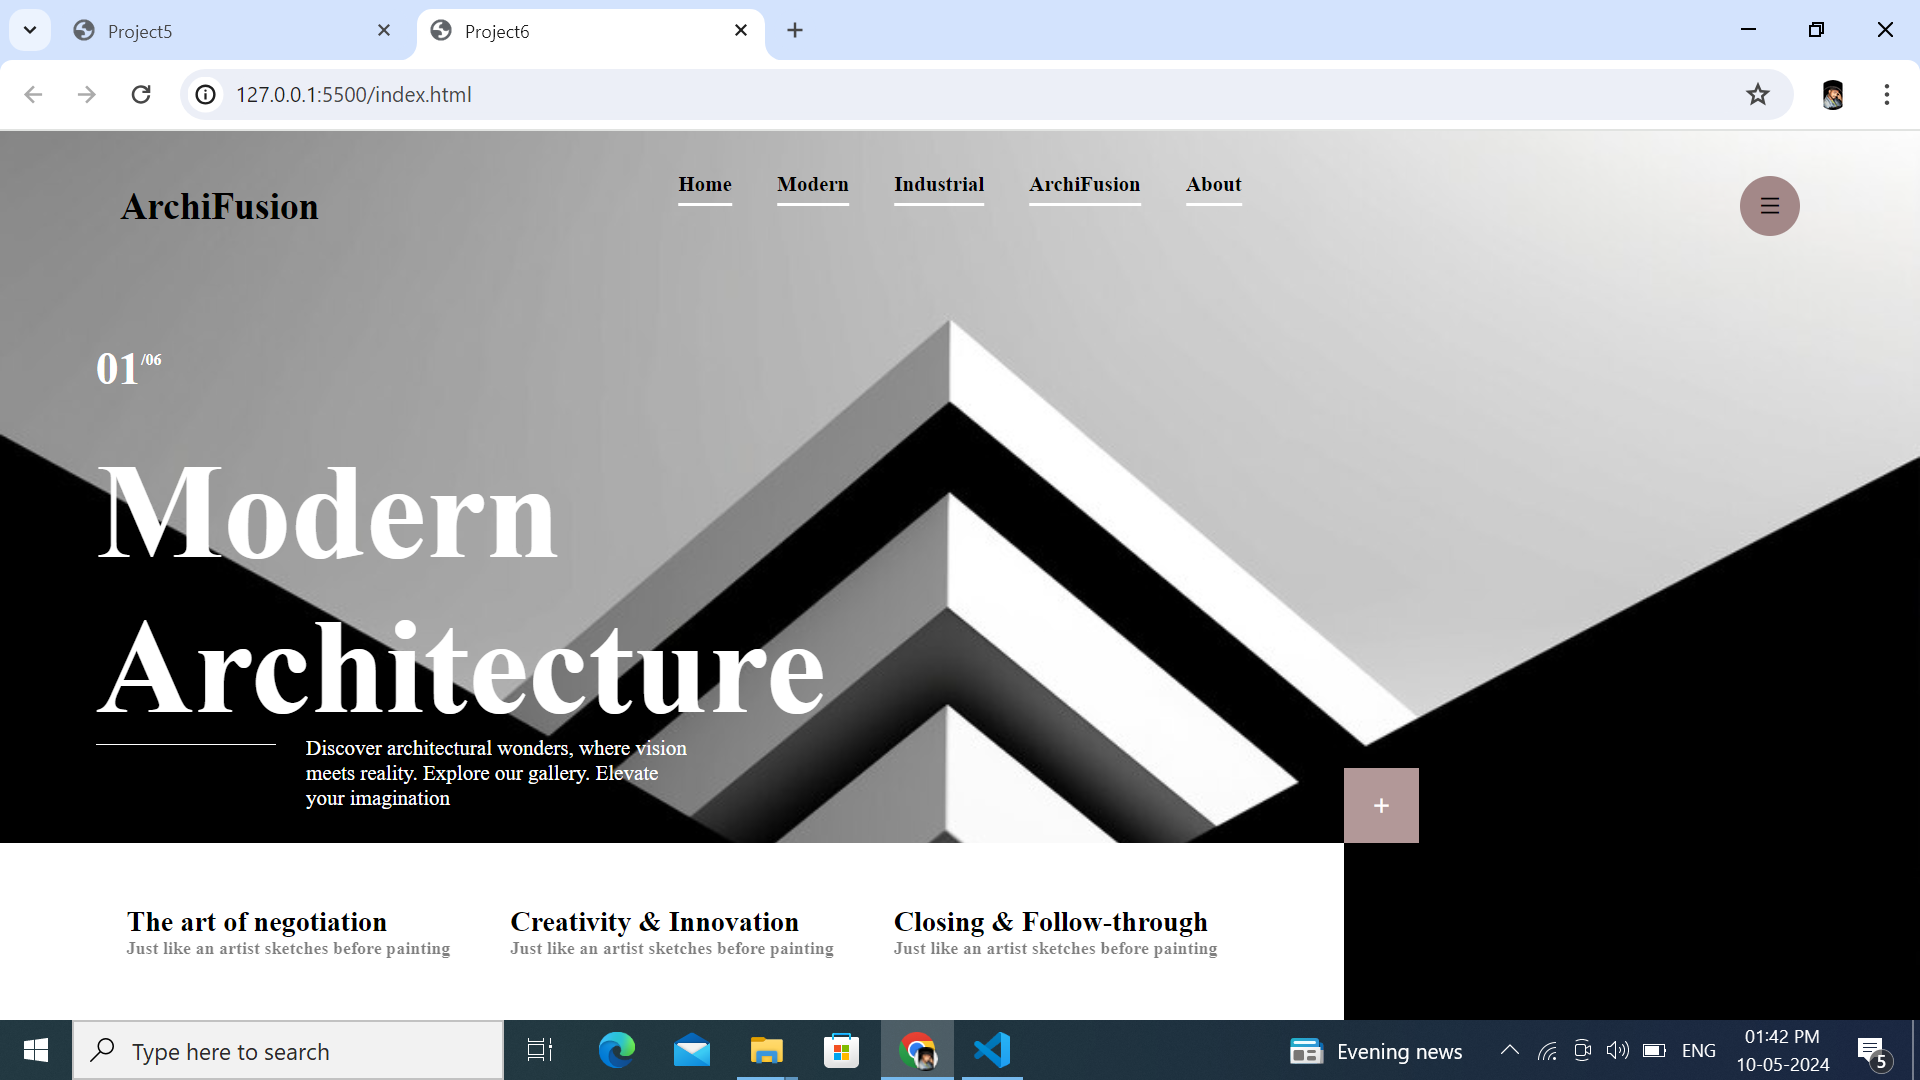 Project5
Project6
127.0.0.1:5500/index.html
ArchiFusion
Home
Modern
Industrial
ArchiFusion
About
01/06
Modern
Architecture
Discover architectural wonders, where vision
meets reality. Explore our gallery. Elevate
your imagination
+
The art of negotiation
Just like an artist sketches before painting
Creativity & Innovation
Just like an artist sketches before painting
Closing & Follow-through
Just like an artist sketches before painting
Type here to search
Evening news
ENG
01:42 PM
10-05-2024
5